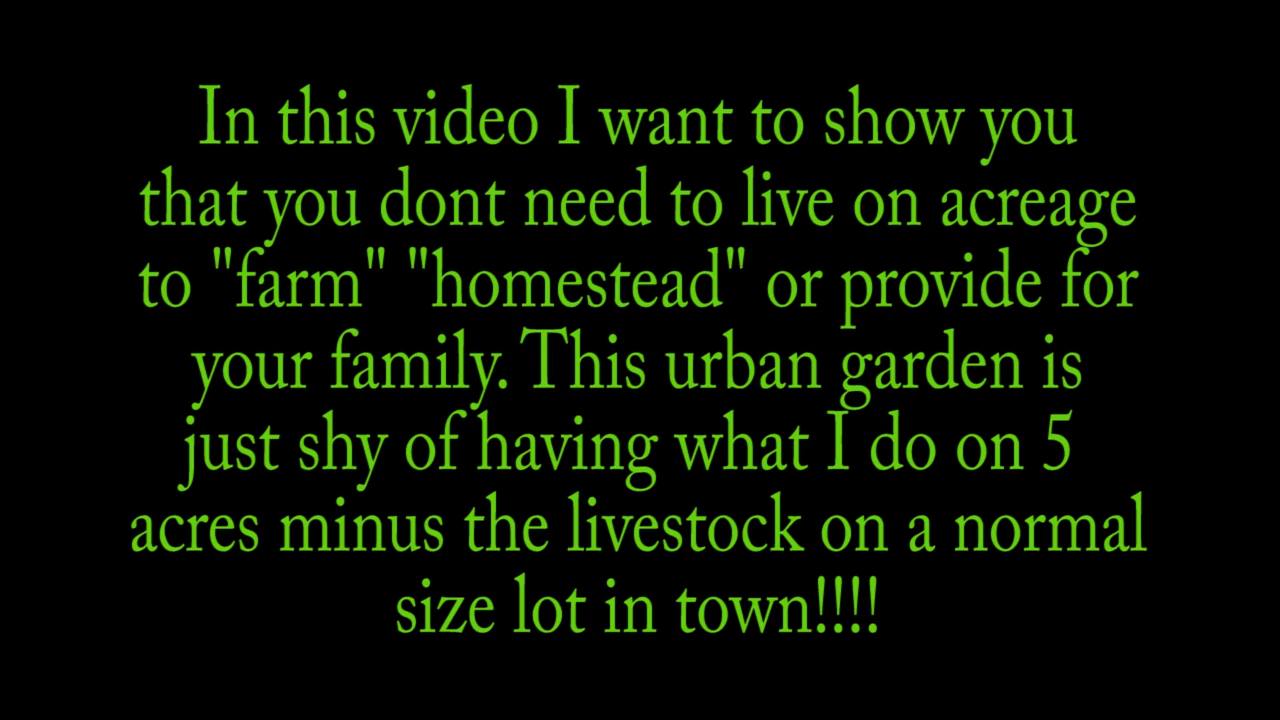 In this video I want to show you
that you dont need to live on acreage
to "farm" "homestead" or provide for
your family. This urban garden is
just shy of having what I do on 5
acres minus the livestock on a normal
size lot in town!!!!